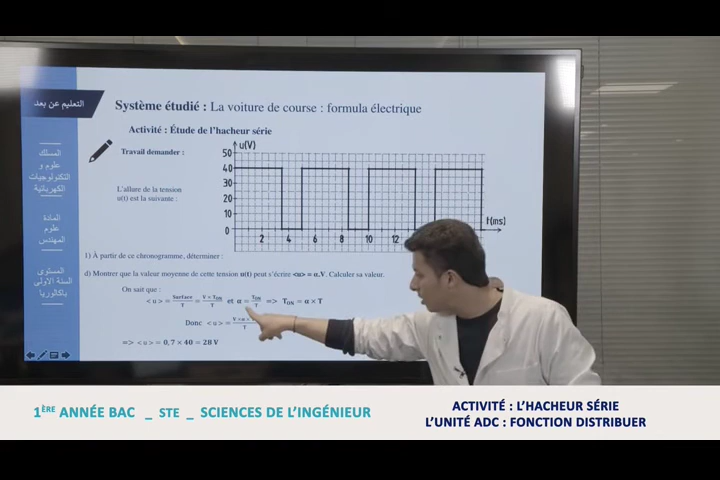 التعليم عن بعد
Système étudié : La voiture de course : formula électrique
Activité : Étude de l'hacheur série
المسلك
علوم و
التكنولوجيات
الكهربائية
المادة
علوم
المهندس
المستوى
السنة الاولى
باكالوريا
Travail demander :
L'allure de la tension
u(t) est la suivante :
u(V)
50
40
30
20
10
0
2 4 6 8 10 12
t(ms)
1) À partir de ce chronogramme, déterminer :
d) Montrer que la valeur moyenne de cette tension u(t) peut s'écrire <u> = α.V. Calculer sa valeur.
On sait que :
< u > = Surface/T = V × TON/T et α = TON/T => TON = α × T
Donc < u > = V × α ×
=> < u > = 0,7 × 40 = 28 V
1ÈRE ANNÉE BAC _ STE _ SCIENCES DE L'INGÉNIEUR
ACTIVITÉ : L'HACHEUR SÉRIE
L'UNITÉ ADC : FONCTION DISTRIBUER